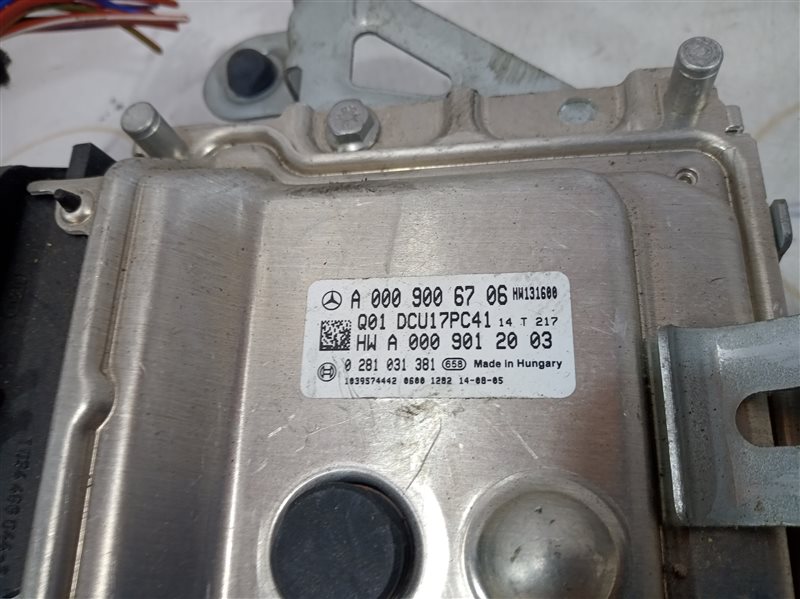 A 000 900 67 06 HW131600
Q01 DCU17PC41 14 T 217
HW A 000 901 20 03
0 281 031 381 658 Made in Hungary
1039574442 0600 1282 14-08-05